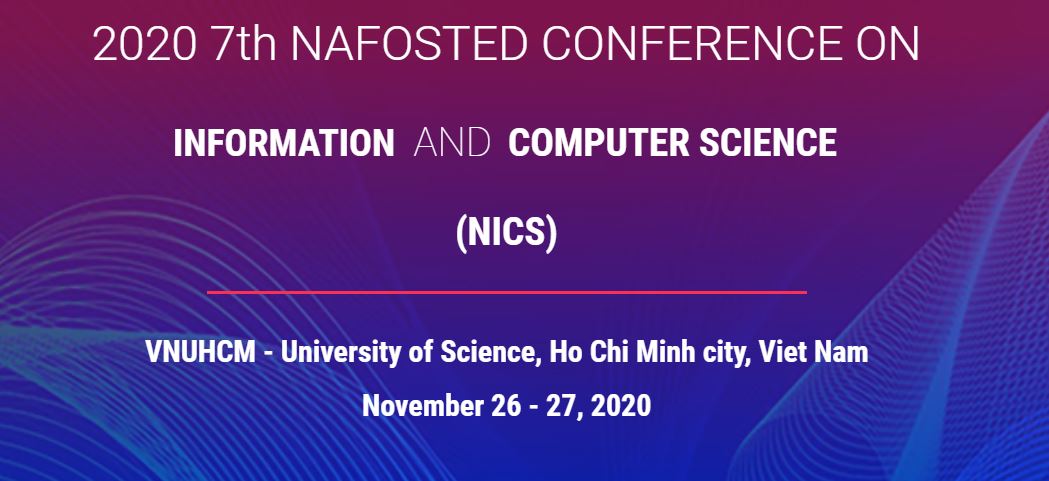 2020 7th NAFOSTED CONFERENCE ON
INFORMATION AND COMPUTER SCIENCE
(NICS)
VNUHCM - University of Science, Ho Chi Minh city, Viet Nam
November 26 - 27, 2020